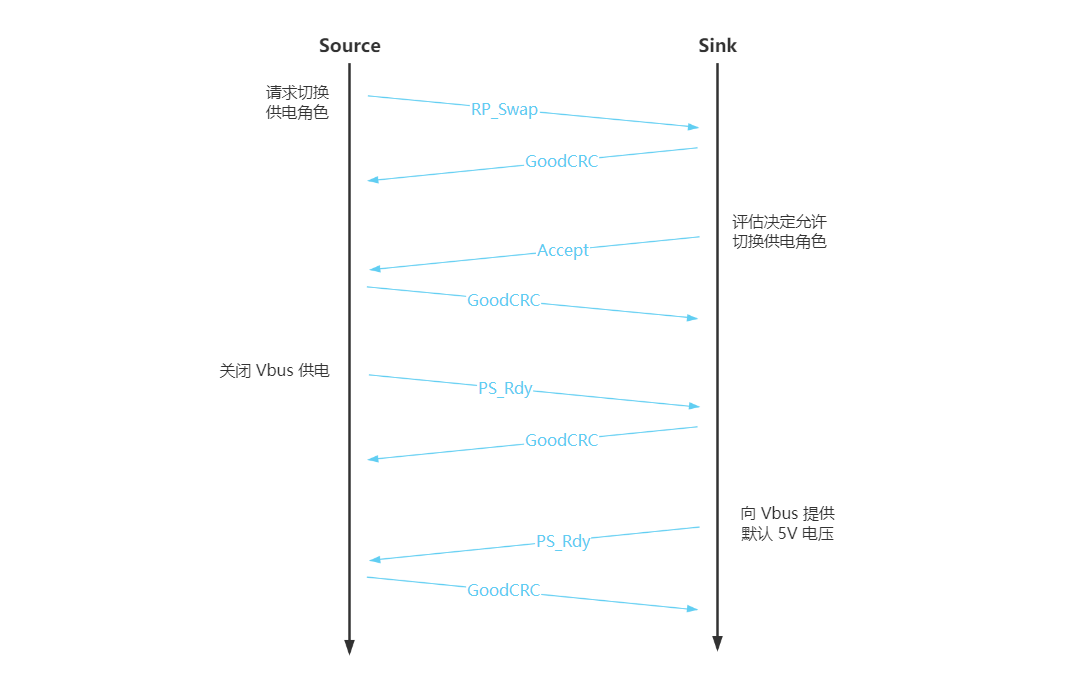 Source
Sink
请求切换
供电角色
RP_Swap
GoodCRC
评估决定允许
切换供电角色
Accept
GoodCRC
关闭 Vbus 供电
PS_Rdy
GoodCRC
向 Vbus 提供
默认 5V 电压
PS_Rdy
GoodCRC